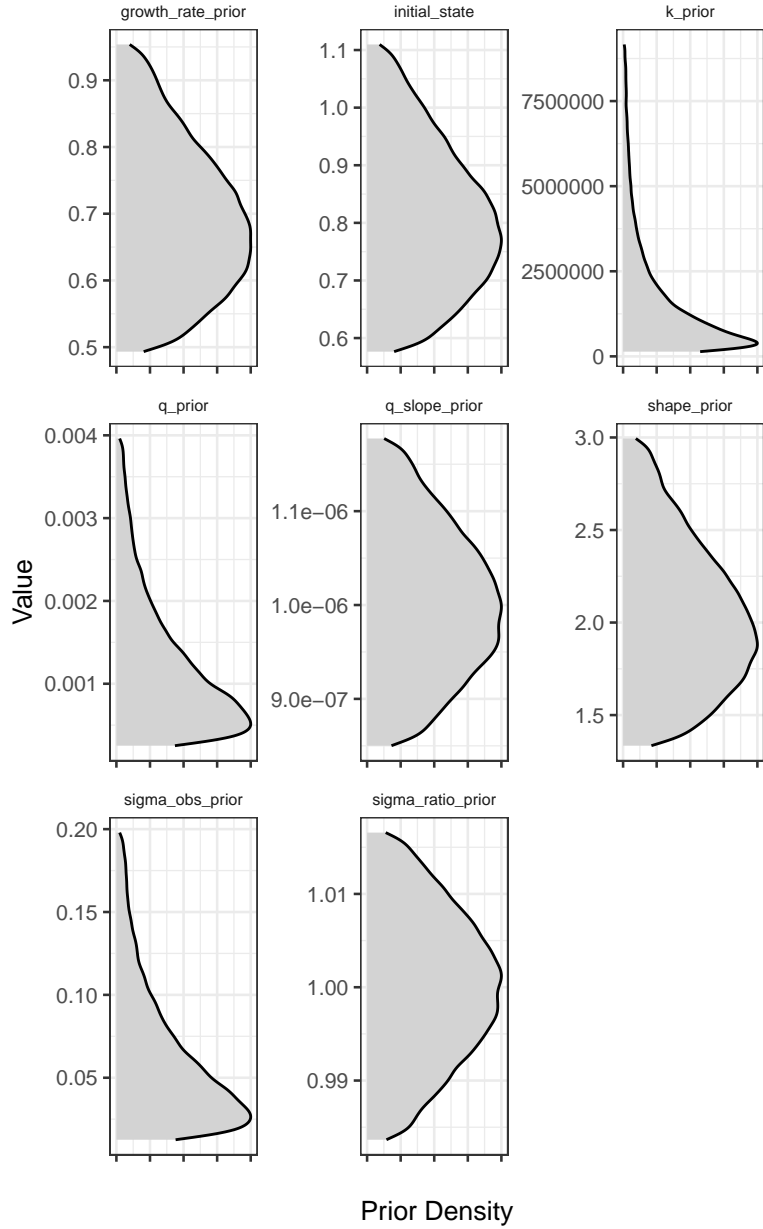 growth_rate_prior
initial_state
k_prior
0.9
0.8
0.7
0.6
0.5
1.1
1.0
0.9
0.8
0.7
0.6
7500000
5000000
2500000
0
q_prior
q_slope_prior
shape_prior
0.004
0.003
0.002
0.001
1.1e-06
1.0e-06
9.0e-07
3.0
2.5
2.0
1.5
Value
sigma_obs_prior
sigma_ratio_prior
0.20
0.15
0.10
0.05
1.01
1.00
0.99
Prior Density